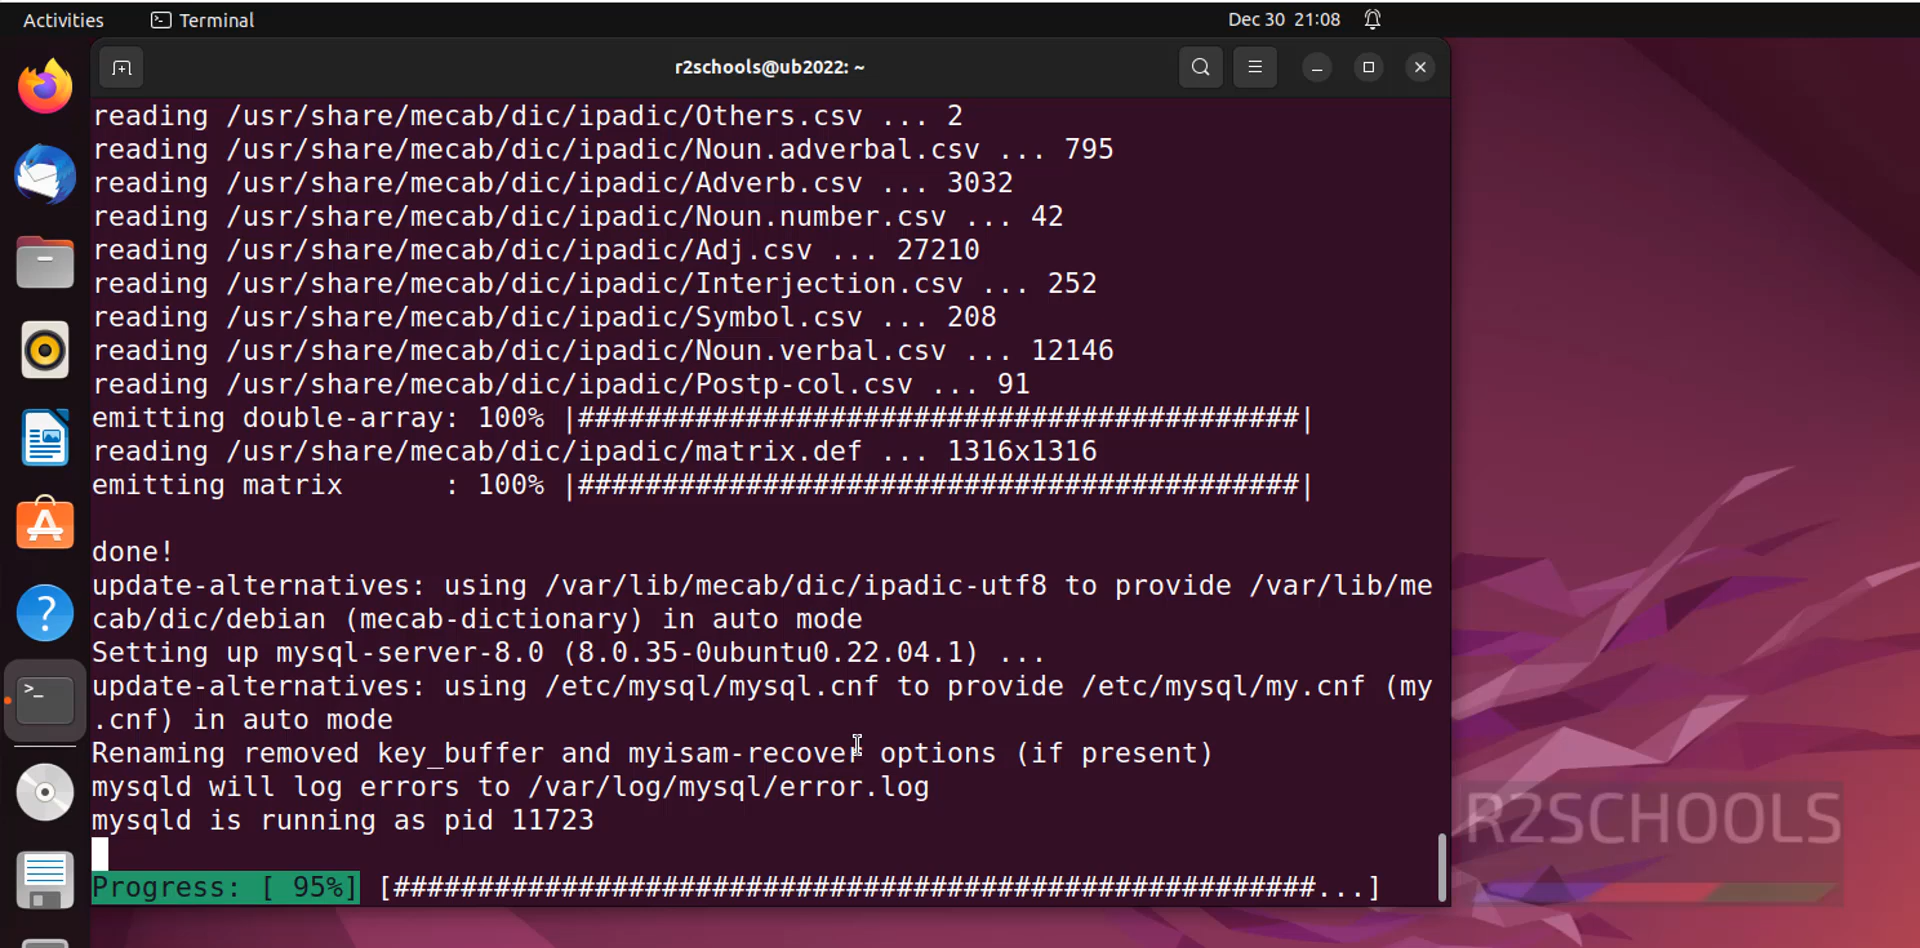 Activities Terminal Dec 30 21:08
r2schools@ub2022: ~
reading /usr/share/mecab/dic/ipadic/Others.csv ... 2
reading /usr/share/mecab/dic/ipadic/Noun.adverbal.csv ... 795
reading /usr/share/mecab/dic/ipadic/Adverb.csv ... 3032
reading /usr/share/mecab/dic/ipadic/Noun.number.csv ... 42
reading /usr/share/mecab/dic/ipadic/Adj.csv ... 27210
reading /usr/share/mecab/dic/ipadic/Interjection.csv ... 252
reading /usr/share/mecab/dic/ipadic/Symbol.csv ... 208
reading /usr/share/mecab/dic/ipadic/Noun.verbal.csv ... 12146
reading /usr/share/mecab/dic/ipadic/Postp-col.csv ... 91
emitting double-array: 100% |###########################################|
reading /usr/share/mecab/dic/ipadic/matrix.def ... 1316x1316
emitting matrix      : 100% |###########################################|
done!
update-alternatives: using /var/lib/mecab/dic/ipadic-utf8 to provide /var/lib/me
cab/dic/debian (mecab-dictionary) in auto mode
Setting up mysql-server-8.0 (8.0.35-0ubuntu0.22.04.1) ...
update-alternatives: using /etc/mysql/mysql.cnf to provide /etc/mysql/my.cnf (my
.cnf) in auto mode
Renaming removed key_buffer and myisam-recover options (if present)
mysqld will log errors to /var/log/mysql/error.log
mysqld is running as pid 11723
Progress: [ 95%] [#######################################################...]
R2SCHOOLS